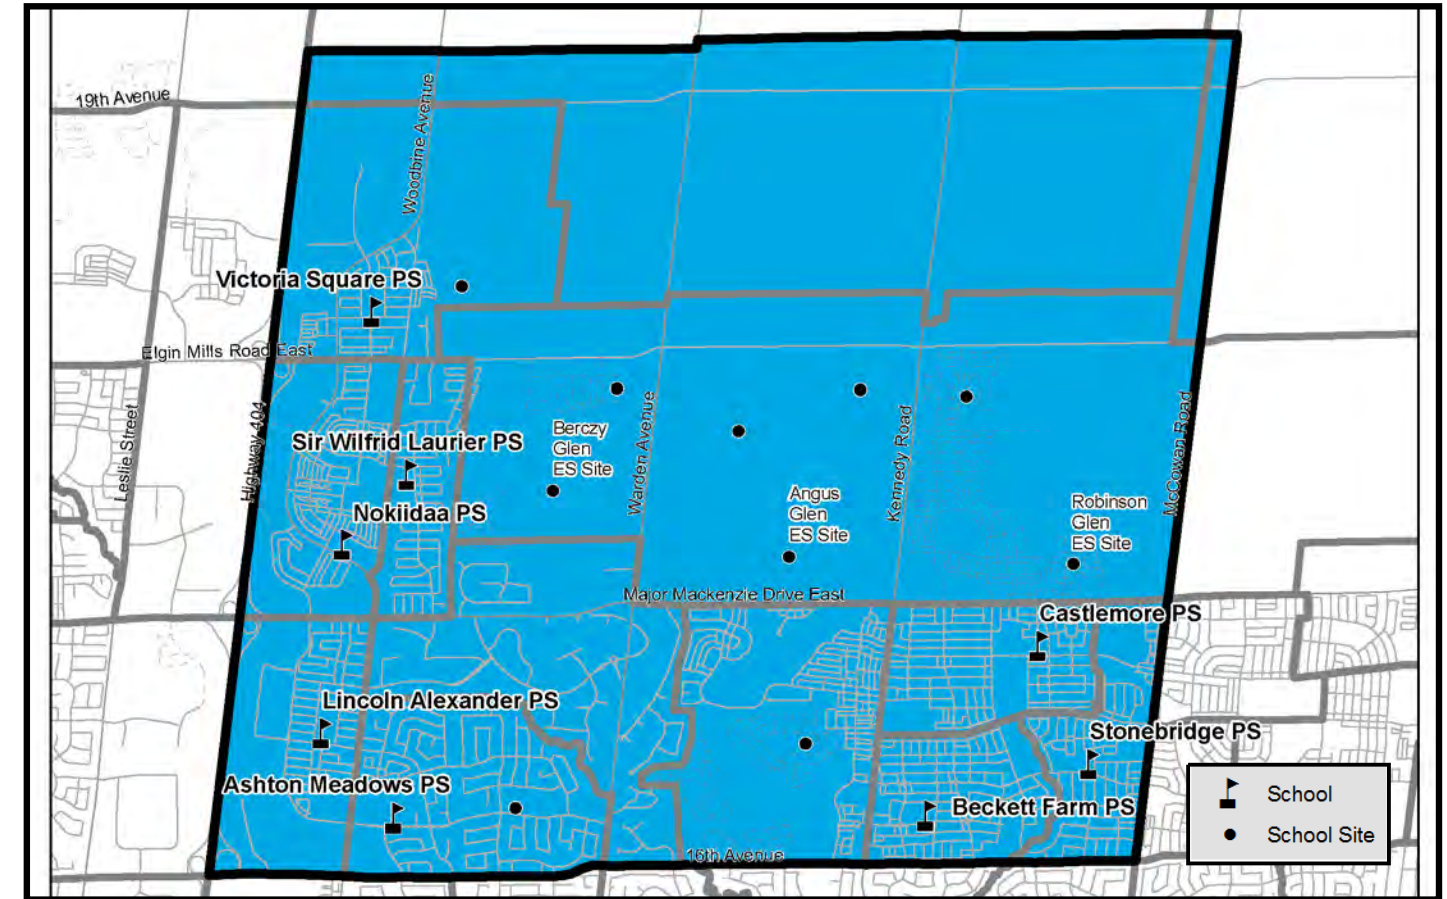 19th Avenue
Woodbine Avenue
Victoria Square PS
Elgin Mills Road East
Leslie Street
Highway 404
Sir Wilfrid Laurier PS
Nokiidaa PS
Berczy
Glen
ES Site
Warden Avenue
Angus
Glen
ES Site
Kennedy Road
Robinson
Glen
ES Site
McCowan Road
Major Mackenzie Drive East
Castlemore PS
Lincoln Alexander PS
Stonebridge PS
Ashton Meadows PS
Beckett Farm PS
16th Avenue
School
School Site